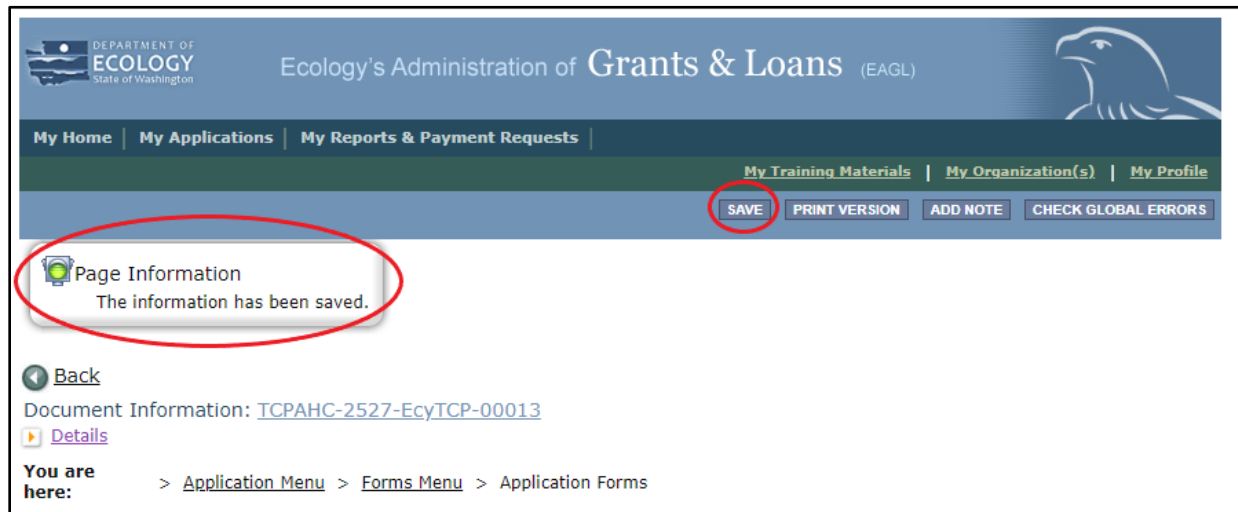 DEPARTMENT OF
ECOLOGY
State of Washington
Ecology's Administration of Grants & Loans (EAGL)
My Home | My Applications | My Reports & Payment Requests |
My Training Materials | My Organization(s) | My Profile
SAVE PRINT VERSION ADD NOTE CHECK GLOBAL ERRORS
Page Information
The information has been saved.
Back
Document Information: TCPAHC-2527-EcyTCP-00013
Details
You are here: > Application Menu > Forms Menu > Application Forms